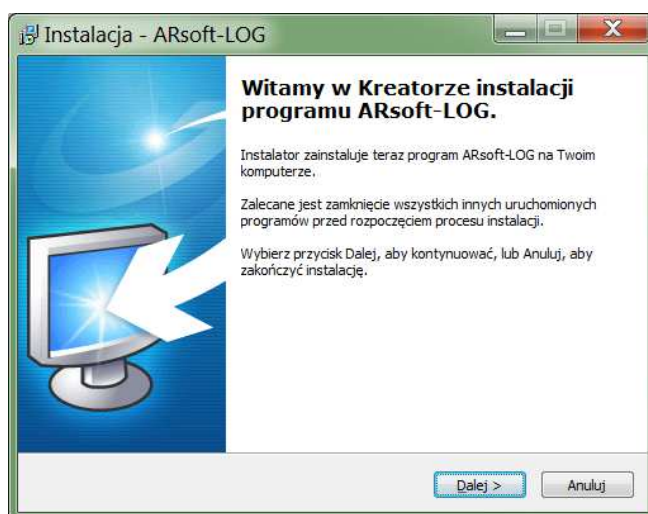 Instalacja - ARsoft-LOG
Witamy w Kreatorze instalacji
programu ARsoft-LOG.
Instalator zainstaluje teraz program ARsoft-LOG na Twoim
komputerze.
Zalecane jest zamknięcie wszystkich innych uruchomionych
programów przed rozpoczęciem procesu instalacji.
Wybierz przycisk Dalej, aby kontynuować, lub Anuluj, aby
zakończyć instalację.
Dalej > Anuluj